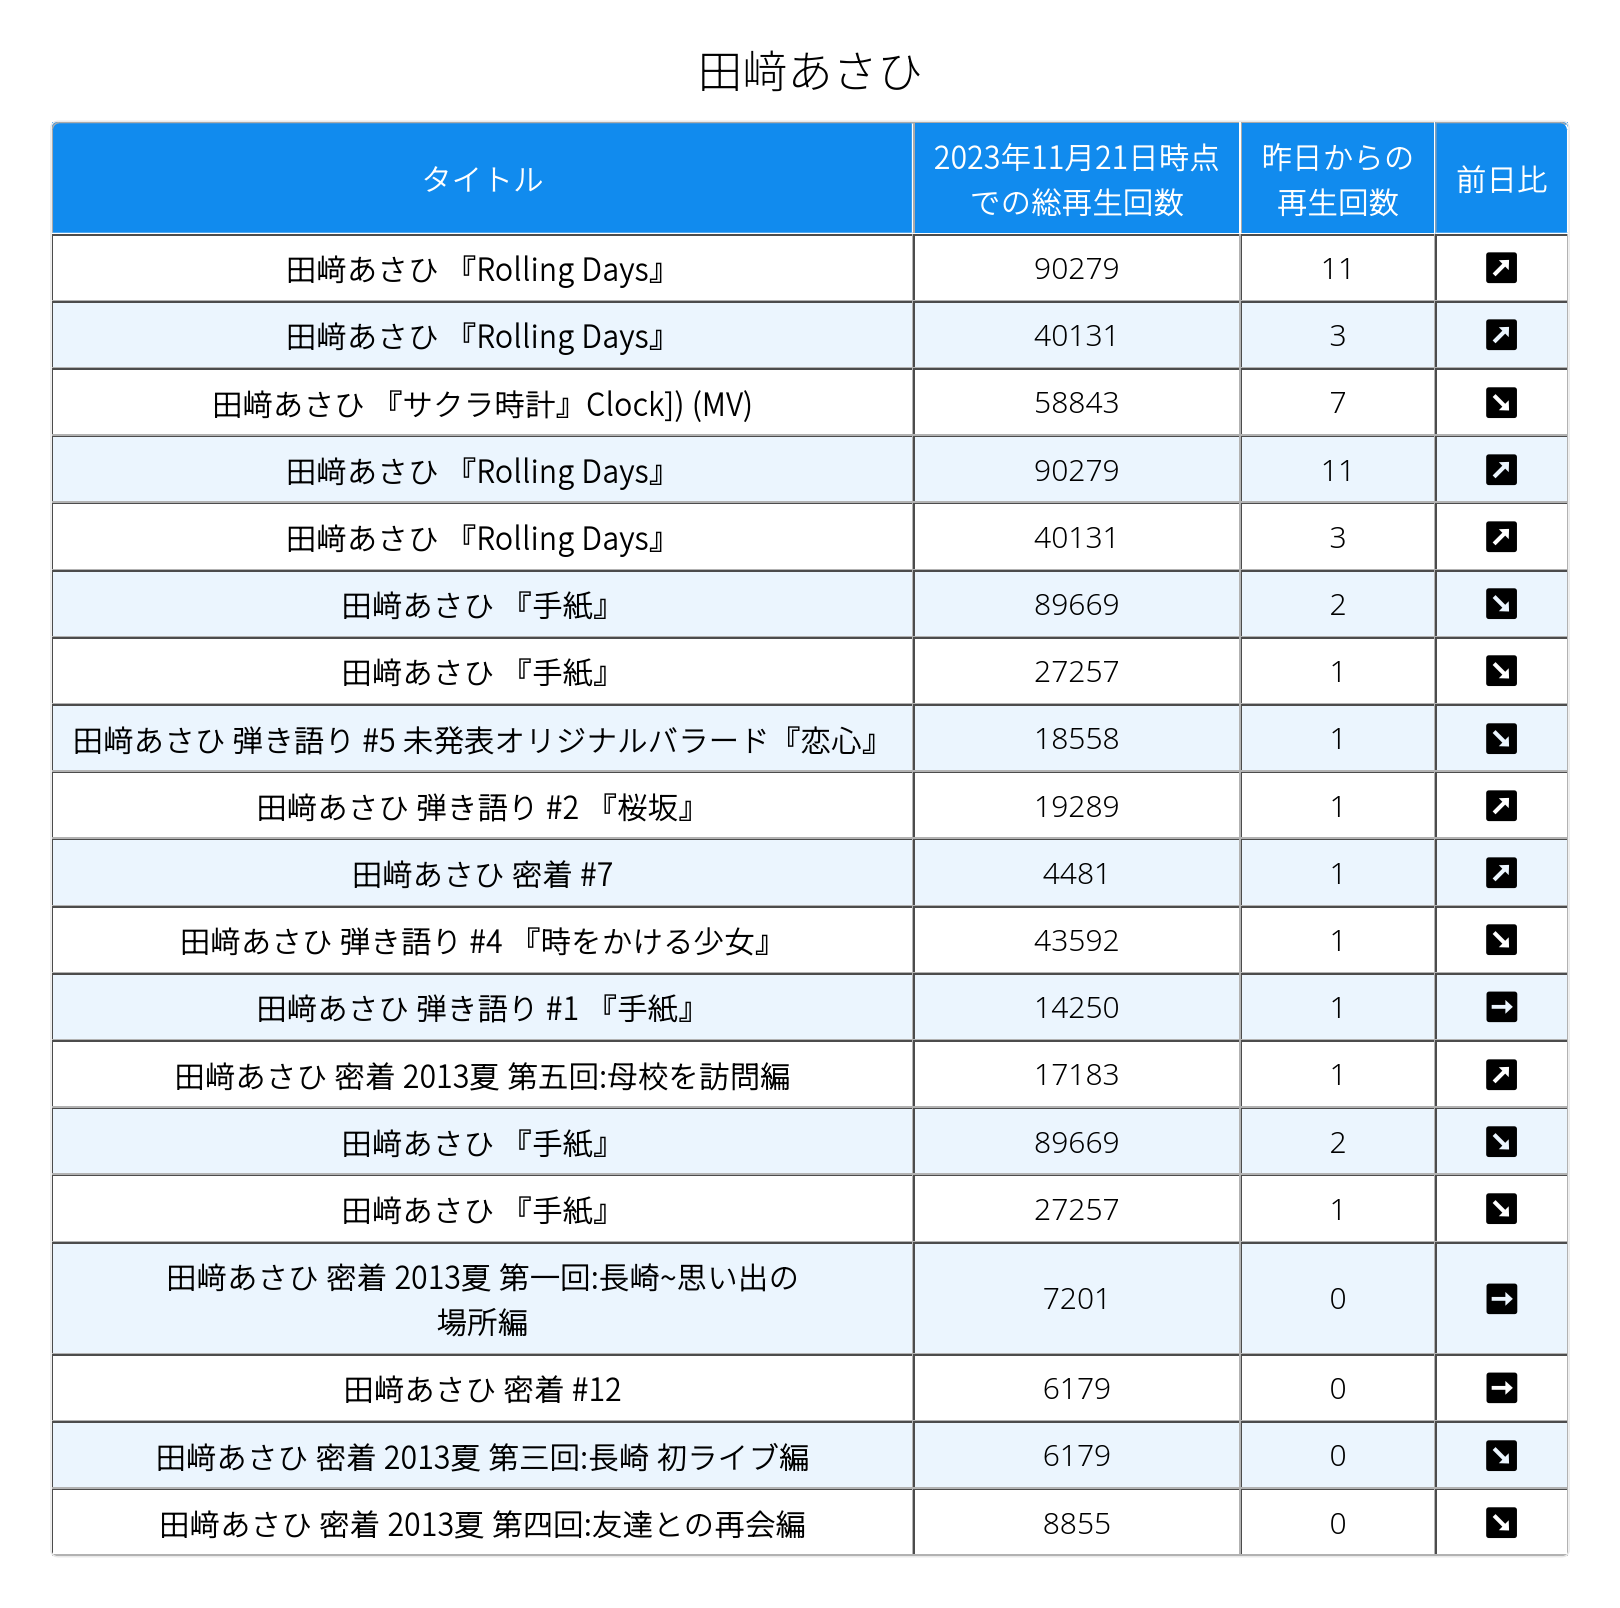 田﨑あさひ
タイトル
2023年11月21日時点
での総再生回数
昨日からの
再生回数
前日比
田﨑あさひ 『Rolling Days』 90279 11 ↗
田﨑あさひ 『Rolling Days』 40131 3 ↗
田﨑あさひ 『サクラ時計』Clock]) (MV) 58843 7 ↘
田﨑あさひ 『Rolling Days』 90279 11 ↗
田﨑あさひ 『Rolling Days』 40131 3 ↗
田﨑あさひ 『手紙』 89669 2 ↘
田﨑あさひ 『手紙』 27257 1 ↘
田﨑あさひ 弾き語り #5 未発表オリジナルバラード『恋心』 18558 1 ↘
田﨑あさひ 弾き語り #2 『桜坂』 19289 1 ↗
田﨑あさひ 密着 #7 4481 1 ↗
田﨑あさひ 弾き語り #4 『時をかける少女』 43592 1 ↘
田﨑あさひ 弾き語り #1 『手紙』 14250 1 →
田﨑あさひ 密着 2013夏 第五回:母校を訪問編 17183 1 ↗
田﨑あさひ 『手紙』 89669 2 ↘
田﨑あさひ 『手紙』 27257 1 ↘
田﨑あさひ 密着 2013夏 第一回:長崎~思い出の
場所編 7201 0 →
田﨑あさひ 密着 #12 6179 0 →
田﨑あさひ 密着 2013夏 第三回:長崎 初ライブ編 6179 0 ↘
田﨑あさひ 密着 2013夏 第四回:友達との再会編 8855 0 ↘